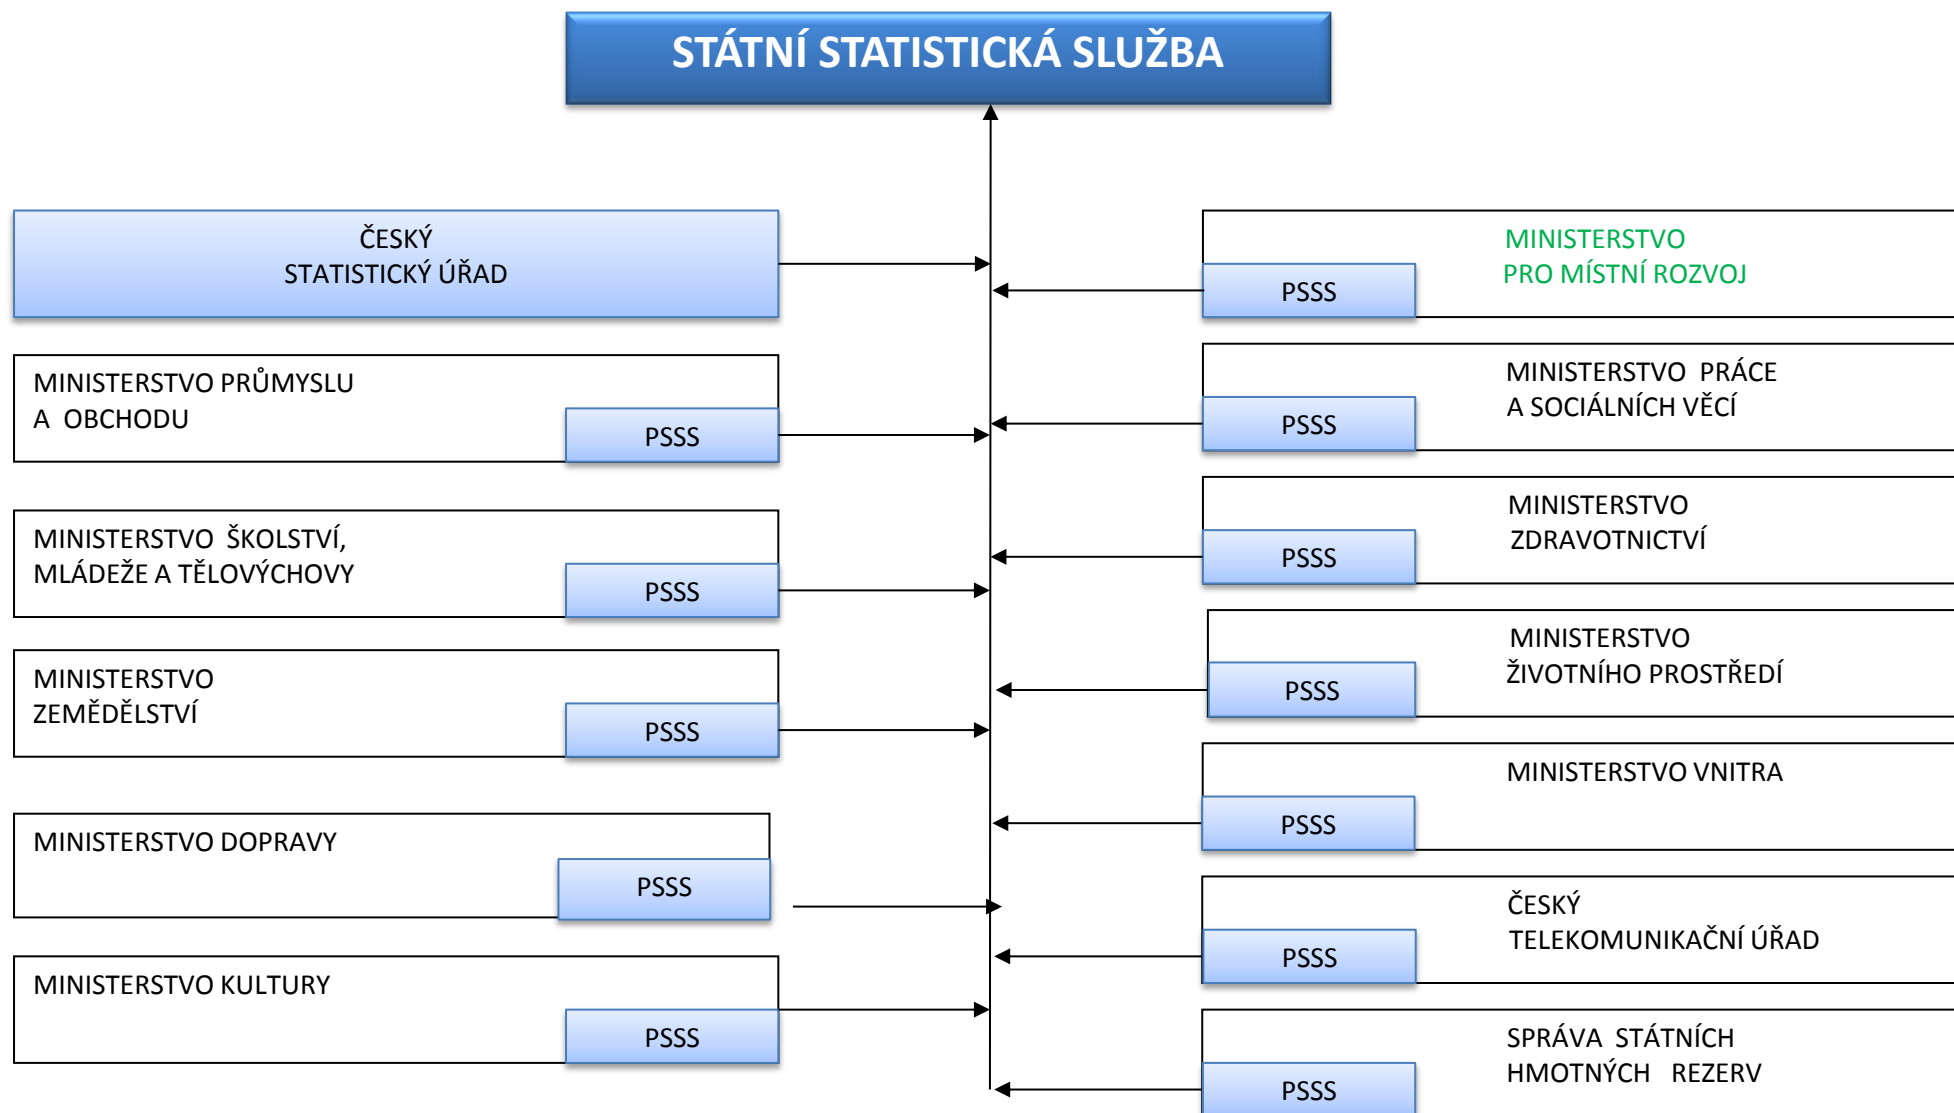 STÁTNÍ STATISTICKÁ SLUŽBA
ČESKÝ
STATISTICKÝ ÚŘAD
MINISTERSTVO PRŮMYSLU
A OBCHODU
PSSS
MINISTERSTVO ŠKOLSTVÍ,
MLÁDEŽE A TĚLOVÝCHOVY
PSSS
MINISTERSTVO
ZEMĚDĚLSTVÍ
PSSS
MINISTERSTVO DOPRAVY
PSSS
MINISTERSTVO KULTURY
PSSS
MINISTERSTVO
PRO MÍSTNÍ ROZVOJ
PSSS
MINISTERSTVO PRÁCE
A SOCIÁLNÍCH VĚCÍ
PSSS
MINISTERSTVO
ZDRAVOTNICTVÍ
PSSS
MINISTERSTVO
ŽIVOTNÍHO PROSTŘEDÍ
PSSS
MINISTERSTVO VNITRA
PSSS
ČESKÝ
TELEKOMUNIKAČNÍ ÚŘAD
PSSS
SPRÁVA STÁTNÍCH
HMOTNÝCH REZERV
PSSS